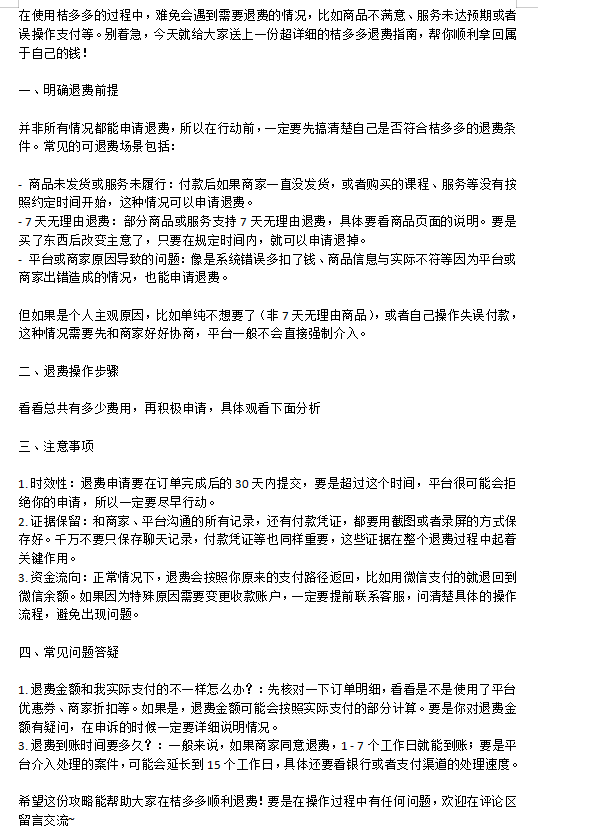 在使用桔多多的过程中，难免会遇到需要退费的情况，比如商品不满意、服务未达预期或者
误操作支付等。别着急，今天就给大家送上一份超详细的桔多多退费指南，帮你顺利拿回属
于自己的钱！
一、明确退费前提
并非所有情况都能申请退费，所以在行动前，一定要先搞清楚自己是否符合桔多多的退费条
件。常见的可退费场景包括：
- 商品未发货或服务未履行：付款后如果商家一直没发货，或者购买的课程、服务等没有按
照约定时间开始，这种情况可以申请退费。
- 7 天无理由退费：部分商品或服务支持 7 天无理由退费，具体要看商品页面的说明。要是
买了东西后改变主意了，只要在规定时间内，就可以申请退掉。
- 平台或商家原因导致的问题：像是系统错误多扣了钱、商品信息与实际不符等因为平台或
商家出错造成的情况，也能申请退费。
但如果是个人主观原因，比如单纯不想要了（非 7 天无理由商品），或者自己操作失误付款，
这种情况需要先和商家好好协商，平台一般不会直接强制介入。
二、退费操作步骤
看看总共有多少费用，再积极申请，具体观看下面分析
三、注意事项
1. 时效性：退费申请要在订单完成后的 30 天内提交，要是超过这个时间，平台很可能会拒
绝你的申请，所以一定要尽早行动。
2. 证据保留：和商家、平台沟通的所有记录，还有付款凭证，都要用截图或者录屏的方式保
存好。千万不要只保存聊天记录，付款凭证等也同样重要，这些证据在整个退费过程中起着
关键作用。
3. 资金流向：正常情况下，退费会按照你原来的支付路径返回，比如用微信支付的就退回到
微信余额。如果因为特殊原因需要变更收款账户，一定要提前联系客服，问清楚具体的操作
流程，避免出现问题。
四、常见问题答疑
1. 退费金额和我实际支付的不一样怎么办？：先核对一下订单明细，看看是不是使用了平台
优惠券、商家折扣等。如果是，退费金额可能会按照实际支付的部分计算。要是你对退费金
额有疑问，在申诉的时候一定要详细说明情况。
3. 退费到账时间要多久？：一般来说，如果商家同意退费，1 - 7 个工作日就能到账；要是平
台介入处理的案件，可能会延长到 15 个工作日，具体还要看银行或者支付渠道的处理速度。
希望这份攻略能帮助大家在桔多多顺利退费！要是在操作过程中有任何问题，欢迎在评论区
留言交流~